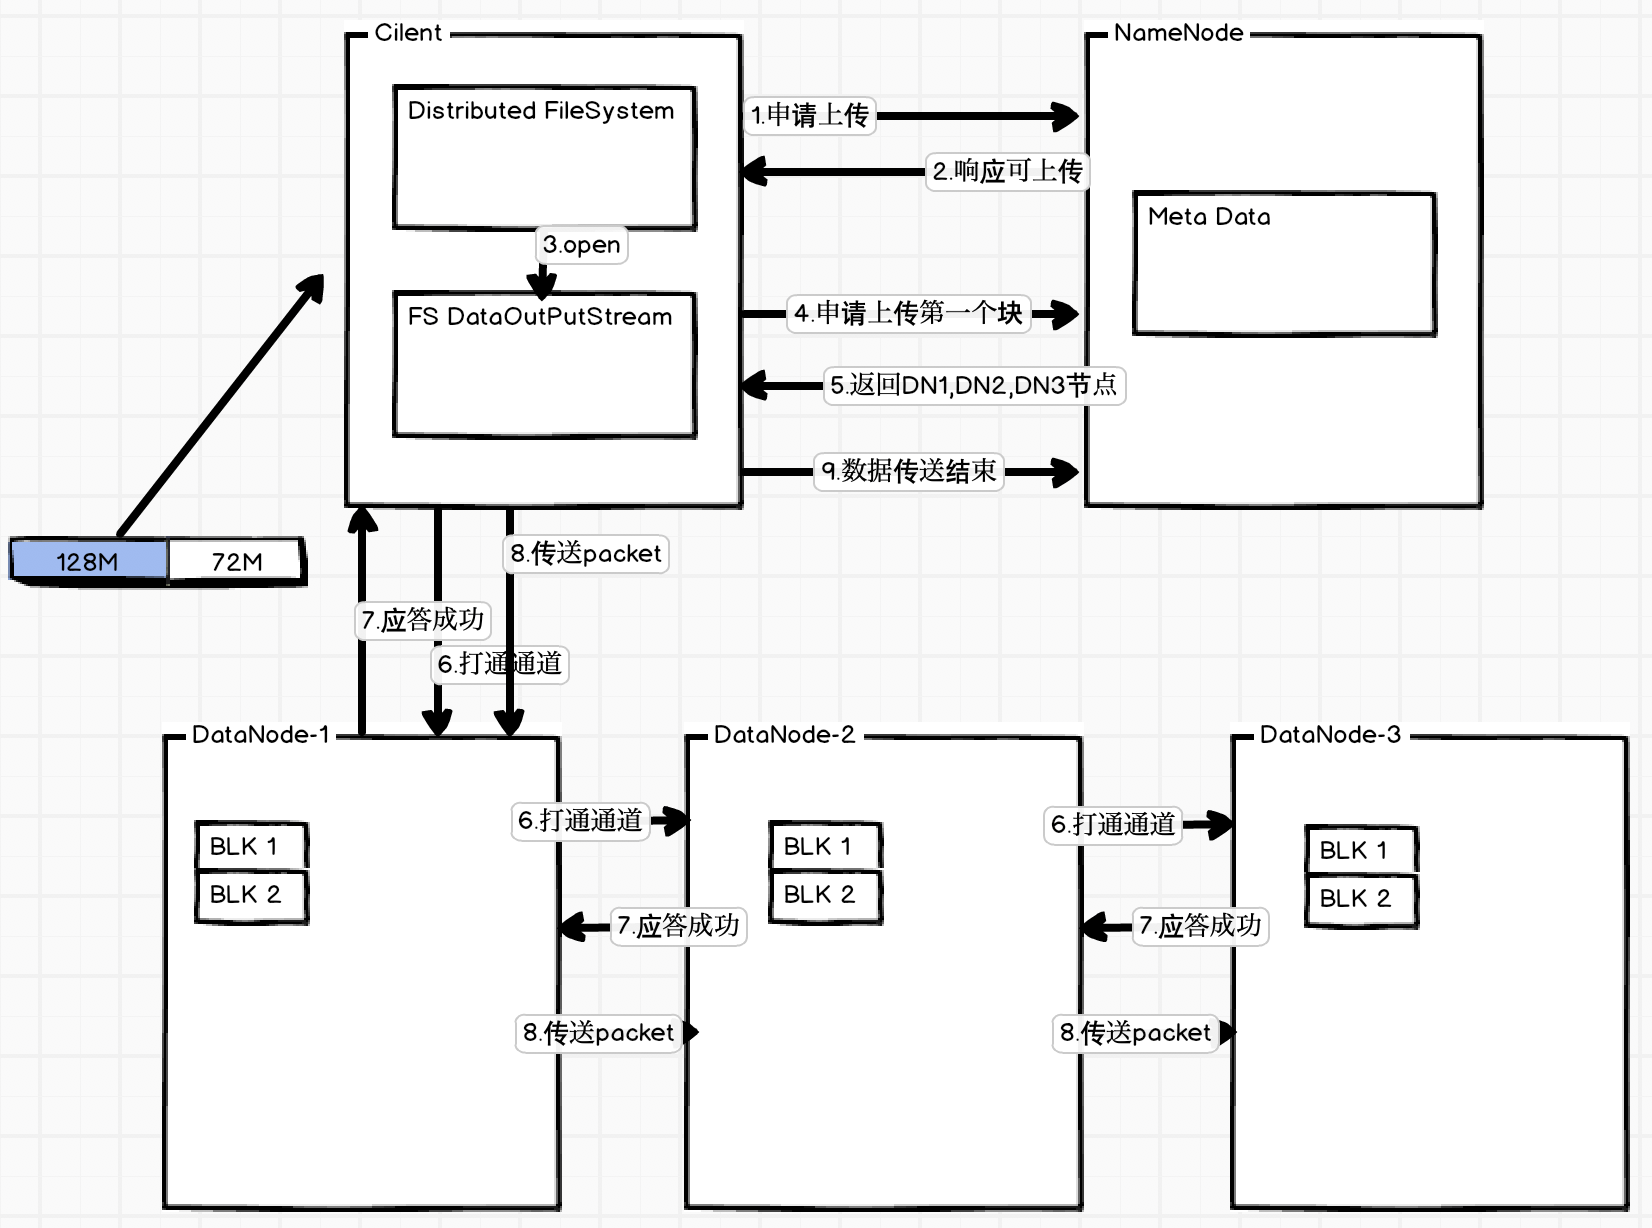 Cilent
NameNode
Distributed FileSystem
1.申请上传
2.响应可上传
Meta Data
3.open
FS DataOutPutStream
4.申请上传第一个块
5.返回DN1,DN2,DN3节点
9.数据传送结束
128M
72M
8.传送packet
7.应答成功
6.打通通道
DataNode-1
DataNode-2
DataNode-3
6.打通通道
6.打通通道
BLK 1
BLK 2
BLK 1
BLK 2
BLK 1
BLK 2
7.应答成功
7.应答成功
8.传送packet
8.传送packet